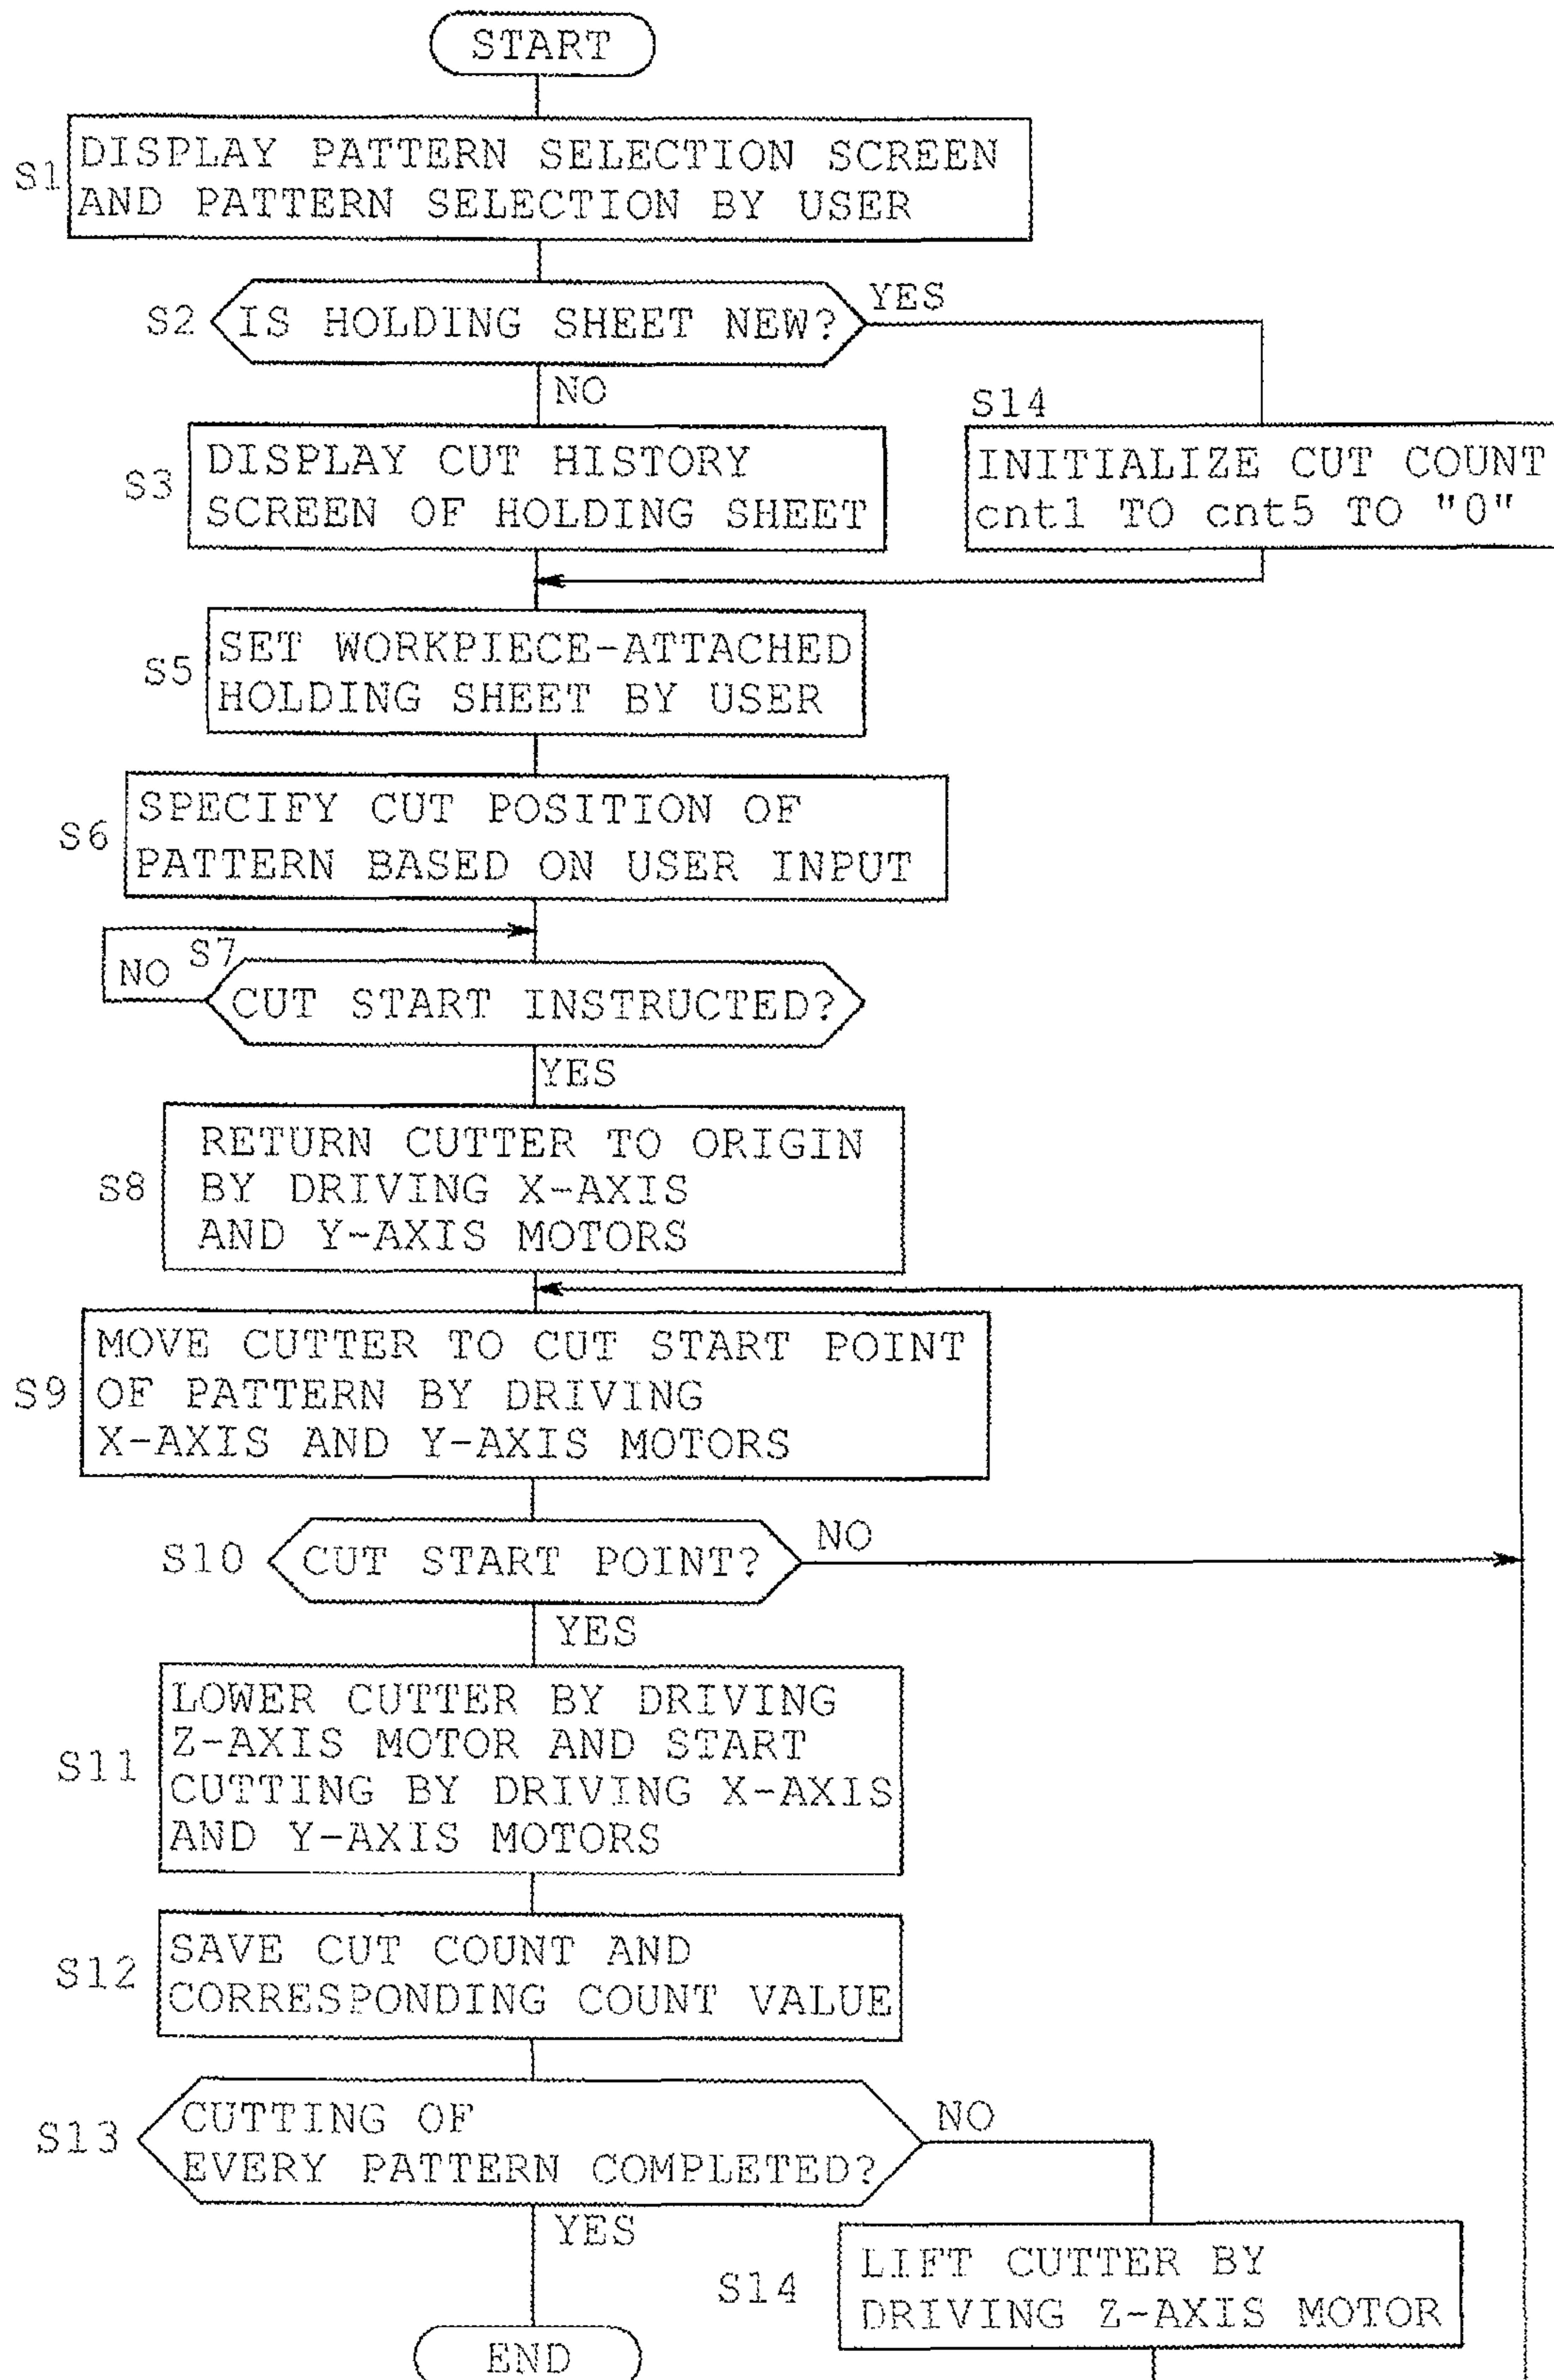 START
S1
DISPLAY PATTERN SELECTION SCREEN
AND PATTERN SELECTION BY USER
S2
IS HOLDING SHEET NEW?
YES
NO
S14
S3
DISPLAY CUT HISTORY
SCREEN OF HOLDING SHEET
INITIALIZE CUT COUNT
cnt1 TO cnt5 TO "0"
S5
SET WORKPIECE-ATTACHED
HOLDING SHEET BY USER
S6
SPECIFY CUT POSITION OF
PATTERN BASED ON USER INPUT
NO
S7
CUT START INSTRUCTED?
YES
S8
RETURN CUTTER TO ORIGIN
BY DRIVING X-AXIS
AND Y-AXIS MOTORS
S9
MOVE CUTTER TO CUT START POINT
OF PATTERN BY DRIVING
X-AXIS AND Y-AXIS MOTORS
S10
CUT START POINT?
NO
YES
S11
LOWER CUTTER BY DRIVING
Z-AXIS MOTOR AND START
CUTTING BY DRIVING X-AXIS
AND Y-AXIS MOTORS
S12
SAVE CUT COUNT AND
CORRESPONDING COUNT VALUE
S13
CUTTING OF
EVERY PATTERN COMPLETED?
NO
YES
S14
LIFT CUTTER BY
DRIVING Z-AXIS MOTOR
END